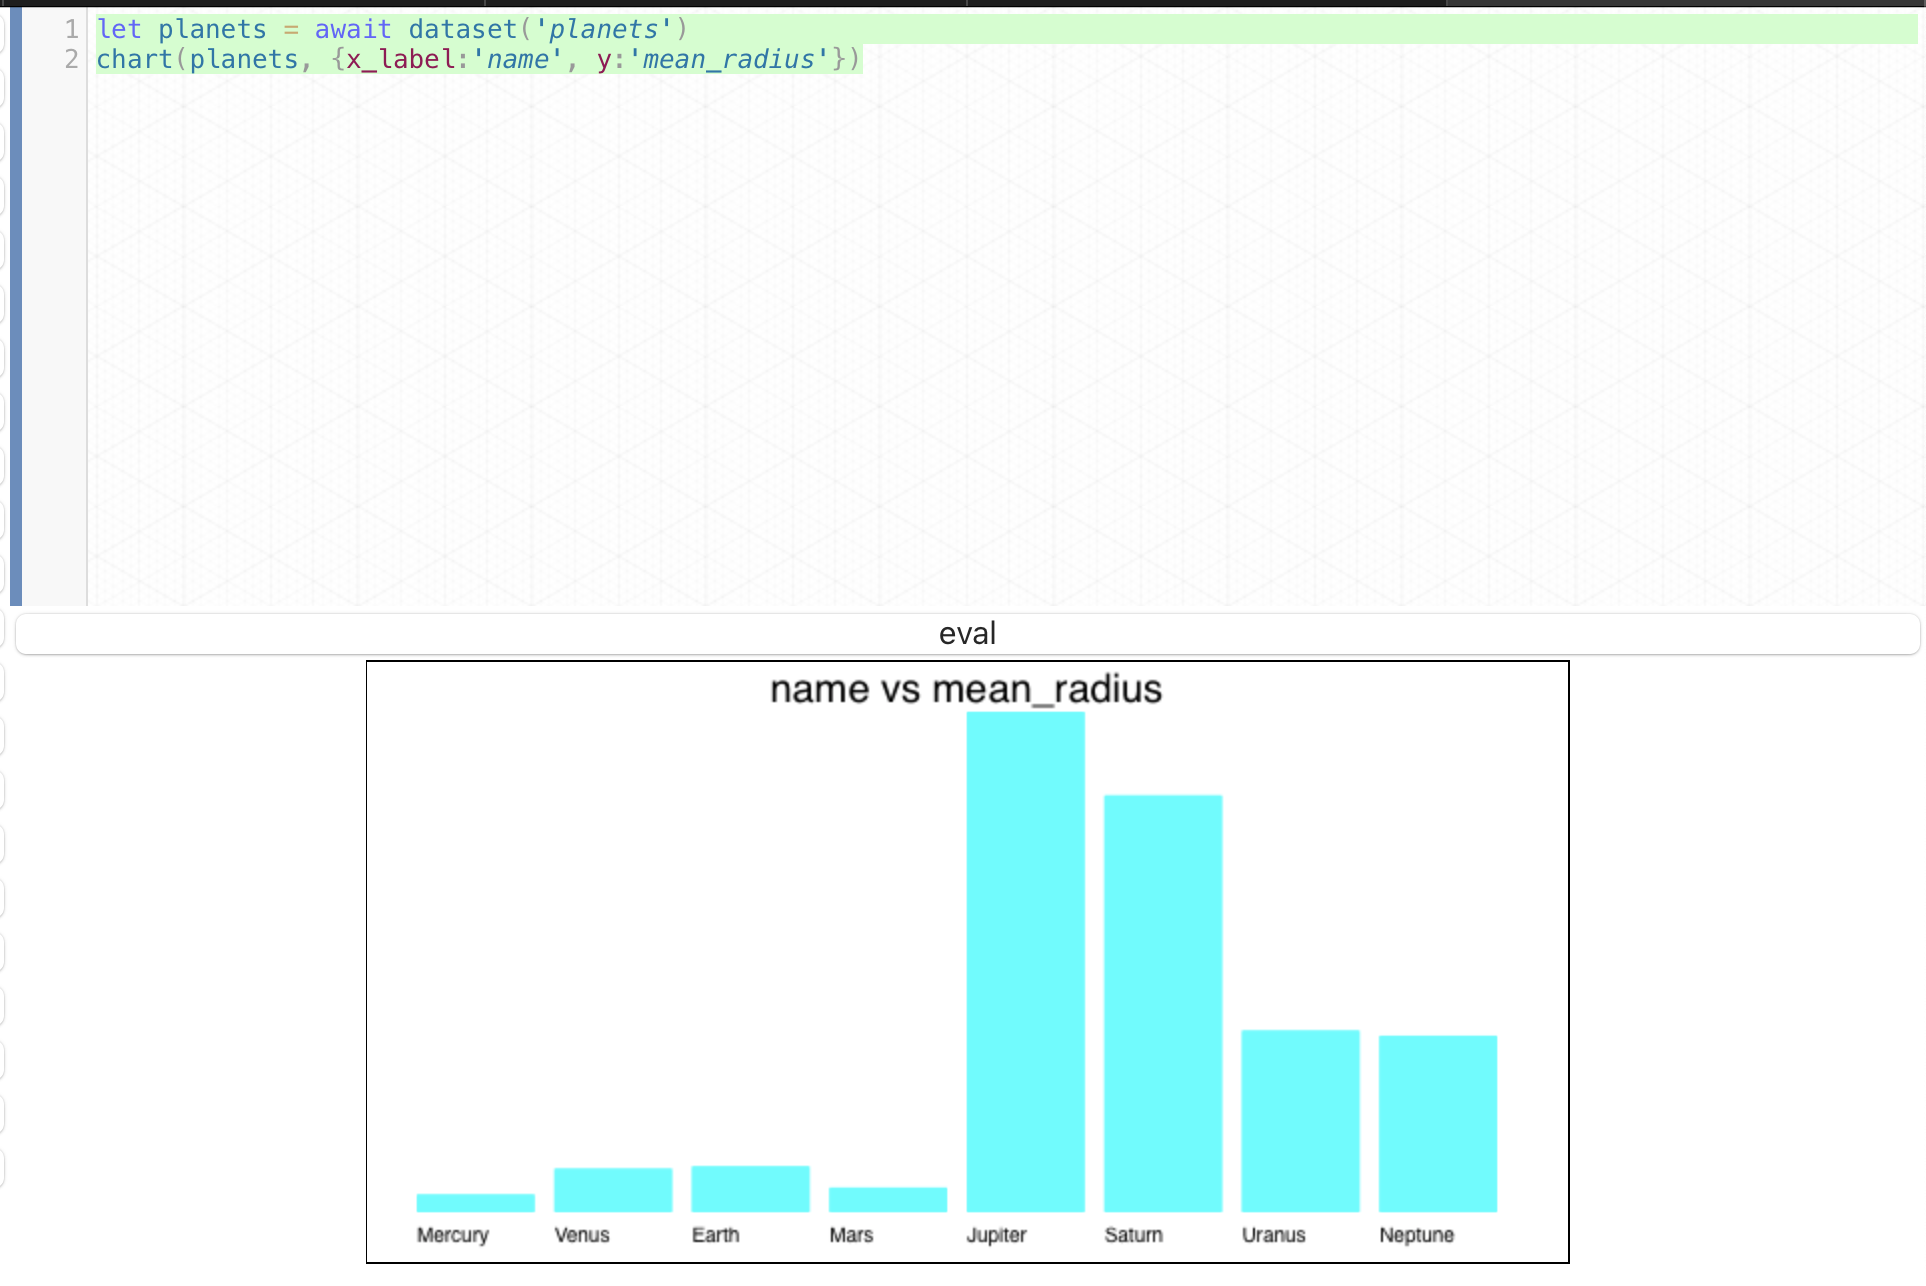 1 let planets = await dataset('planets')
2 chart(planets, {x_label:'name', y:'mean_radius'})
eval
name vs mean_radius
Mercury Venus Earth Mars Jupiter Saturn Uranus Neptune